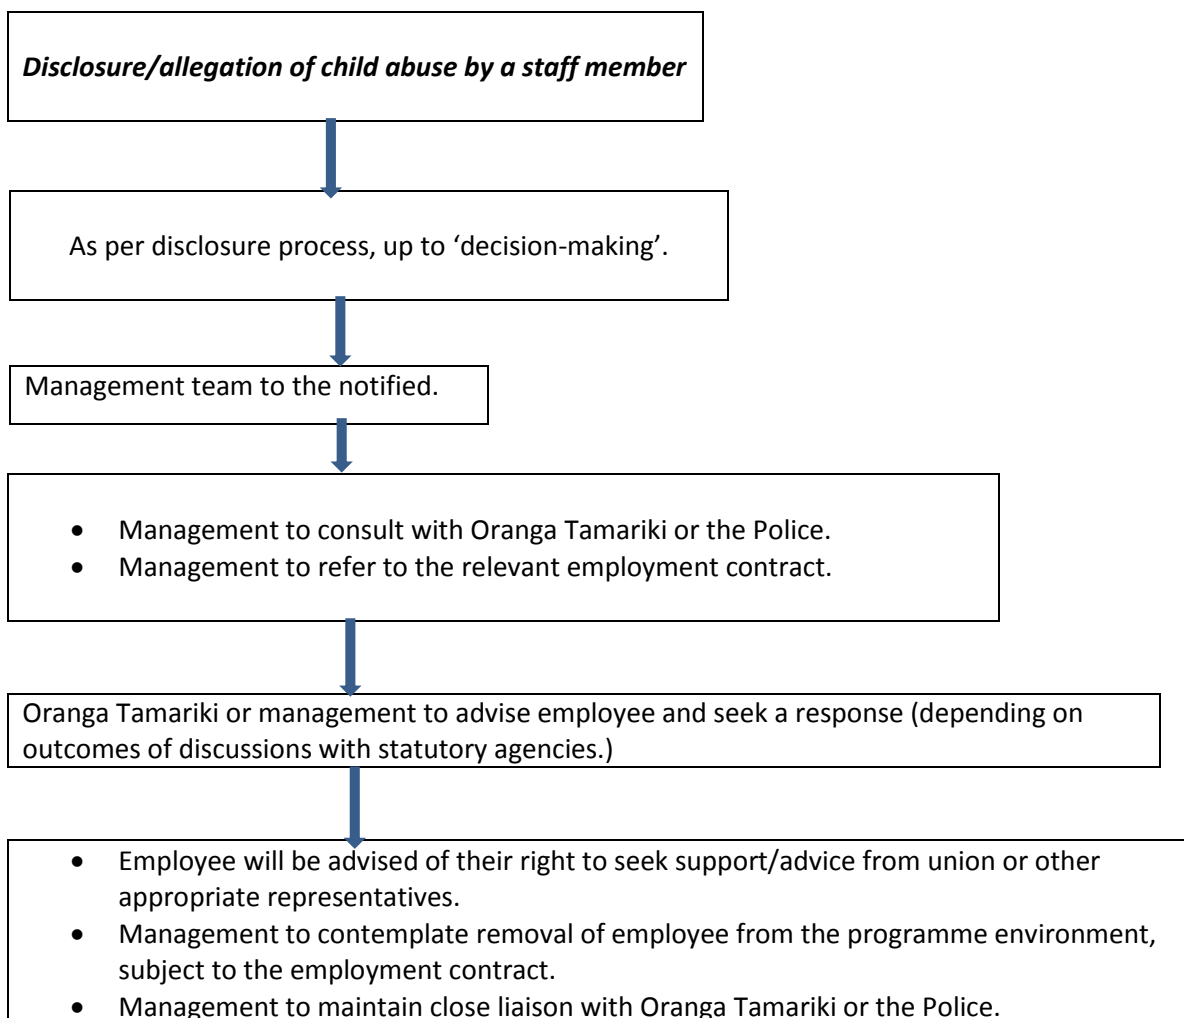 Disclosure/allegation of child abuse by a staff member
As per disclosure process, up to ‘decision-making’.
Management team to the notified.
• Management to consult with Oranga Tamariki or the Police.
• Management to refer to the relevant employment contract.
Oranga Tamariki or management to advise employee and seek a response (depending on
outcomes of discussions with statutory agencies.)
• Employee will be advised of their right to seek support/advice from union or other
appropriate representatives.
• Management to contemplate removal of employee from the programme environment,
subject to the employment contract.
• Management to maintain close liaison with Oranga Tamariki or the Police.